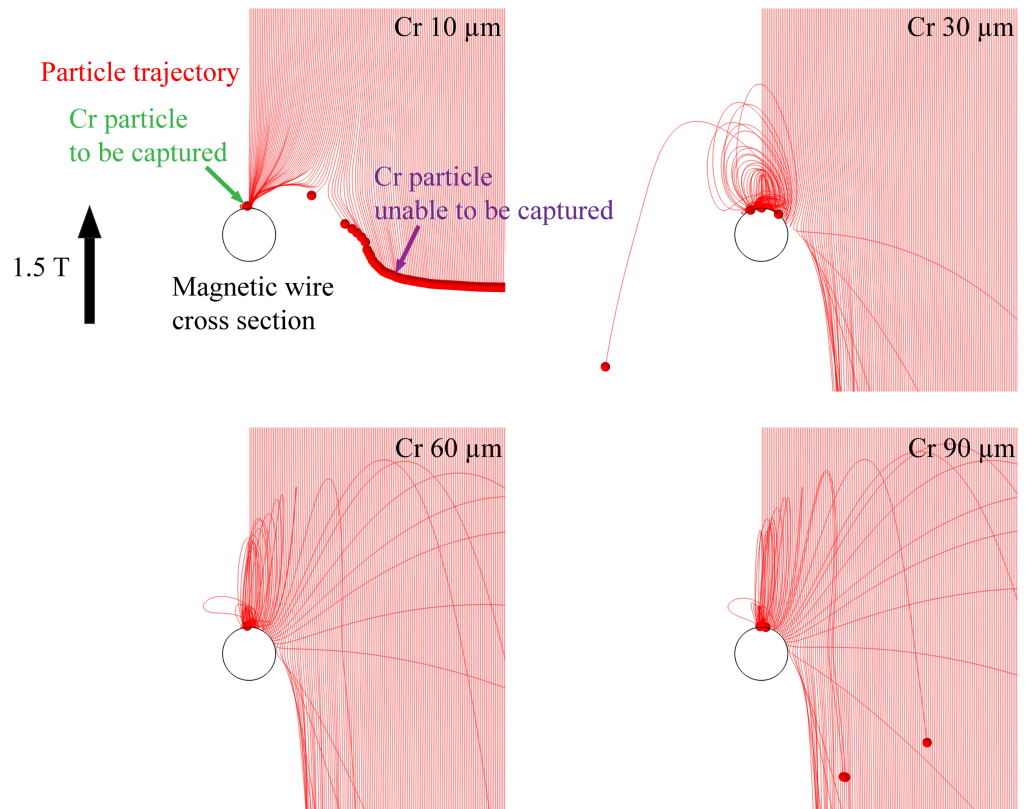 Cr 10 µm
Cr 30 µm
Particle trajectory
Cr particle
to be captured
Cr particle
unable to be captured
1.5 T
Magnetic wire
cross section
Cr 60 µm
Cr 90 µm